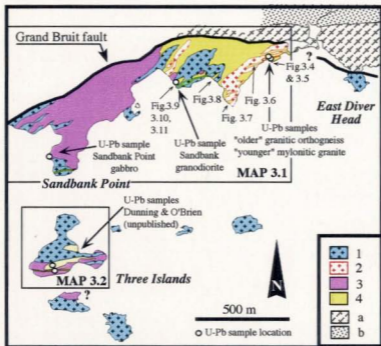 Grand Bruit fault
?
Fig.3.4
& 3.5
Fig.3.9
3.10,
3.11
Fig.3.8
Fig. 3.6
Fig. 3.7
East Diver
Head
U-Pb sample
Sandbank Point
gabbro
U-Pb sample
Sandbank
granodiorite
U-Pb samples
"older" granitic orthogneiss
"younger" mylonitic granite
MAP 3.1
Sandbank Point
U-Pb samples
Dunning & O'Brien
(unpublished)
MAP 3.2
Three Islands
?
N
500 m
U-Pb sample location
1
2
3
4
a
b